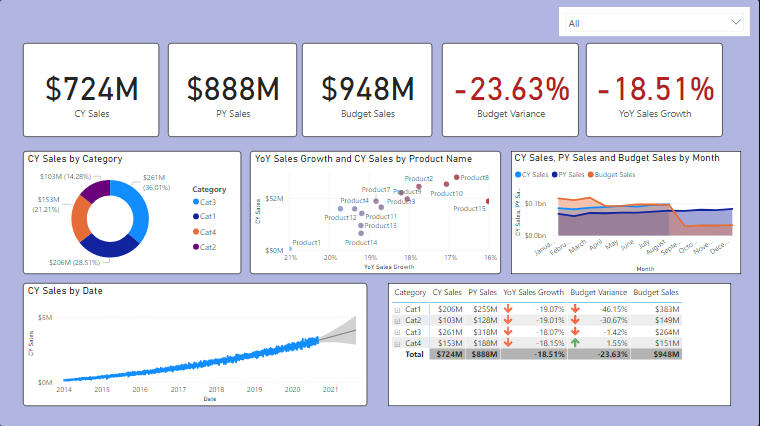 All
$724M
CY Sales
$888M
PY Sales
$948M
Budget Sales
-23.63%
Budget Variance
-18.51%
YoY Sales Growth
CY Sales by Category
$103M (14.28%)
$261M
(36.01%)
$153M
(21.21%)
$206M (28.51%)
Category
Cat3
Cat1
Cat4
Cat2
YoY Sales Growth and CY Sales by Product Name
CY Sales
$52M
$50M
Product7
Product2
Product8
Product4
Product10
Product12
Product11
Product15
Product14
Product1
-21%
-20%
-19%
-18%
-17%
-16%
YoY Sales Growth
CY Sales, PY Sales and Budget Sales by Month
CY Sales
PY Sales
Budget Sales
CY Sales, PY Sa...
$0.1bn
$0.0bn
Janua...
Febru...
March
April
May
June
July
August
Septe...
Octo...
Nove...
Dece...
Month
CY Sales by Date
CY Sales
$5M
$0M
2014 2015 2016 2017 2018 2019 2020 2021
Date
Category CY Sales PY Sales YoY Sales Growth Budget Variance Budget Sales
Cat1 $206M $255M -19.07% -46.15% $383M
Cat2 $103M $128M -19.01% -30.67% $149M
Cat3 $261M $318M -18.07% -1.42% $264M
Cat4 $153M $188M -18.15% 1.55% $151M
Total $724M $888M -18.51% -23.63% $948M